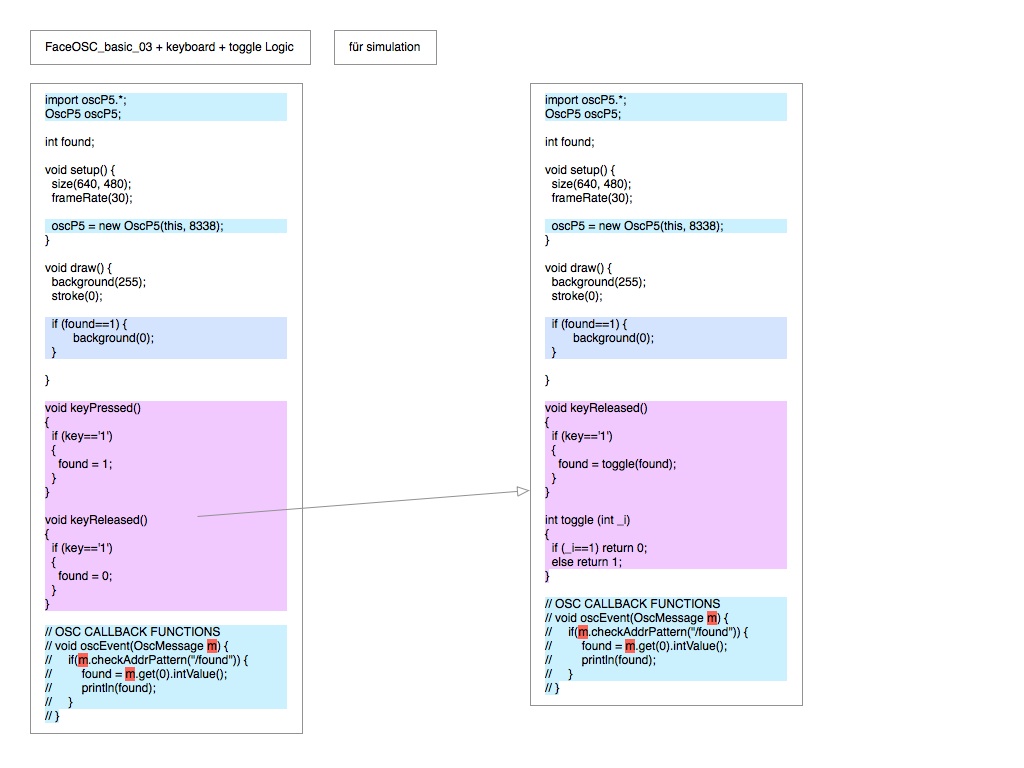 FaceOSC_basic_03 + keyboard + toggle Logic
für simulation
import oscP5.*;
OscP5 oscP5;
int found;
void setup() {
size(640, 480);
frameRate(30);
oscP5 = new OscP5(this, 8338);
}
void draw() {
background(255);
stroke(0);
if (found==1) {
background(0);
}
}
void keyPressed()
{
if (key=='1')
{
found = 1;
}
}
void keyReleased()
{
if (key=='1')
{
found = 0;
}
}
// OSC CALLBACK FUNCTIONS
// void oscEvent(OscMessage m) {
// if(m.checkAddrPattern("/found")) {
// found = m.get(0).intValue();
// println(found);
// }
// }
import oscP5.*;
OscP5 oscP5;
int found;
void setup() {
size(640, 480);
frameRate(30);
oscP5 = new OscP5(this, 8338);
}
void draw() {
background(255);
stroke(0);
if (found==1) {
background(0);
}
}
void keyReleased()
{
if (key=='1')
{
found = toggle(found);
}
}
int toggle (int _i)
{
if (_i==1) return 0;
else return 1;
}
// OSC CALLBACK FUNCTIONS
// void oscEvent(OscMessage m) {
// if(m.checkAddrPattern("/found")) {
// found = m.get(0).intValue();
// println(found);
// }
// }